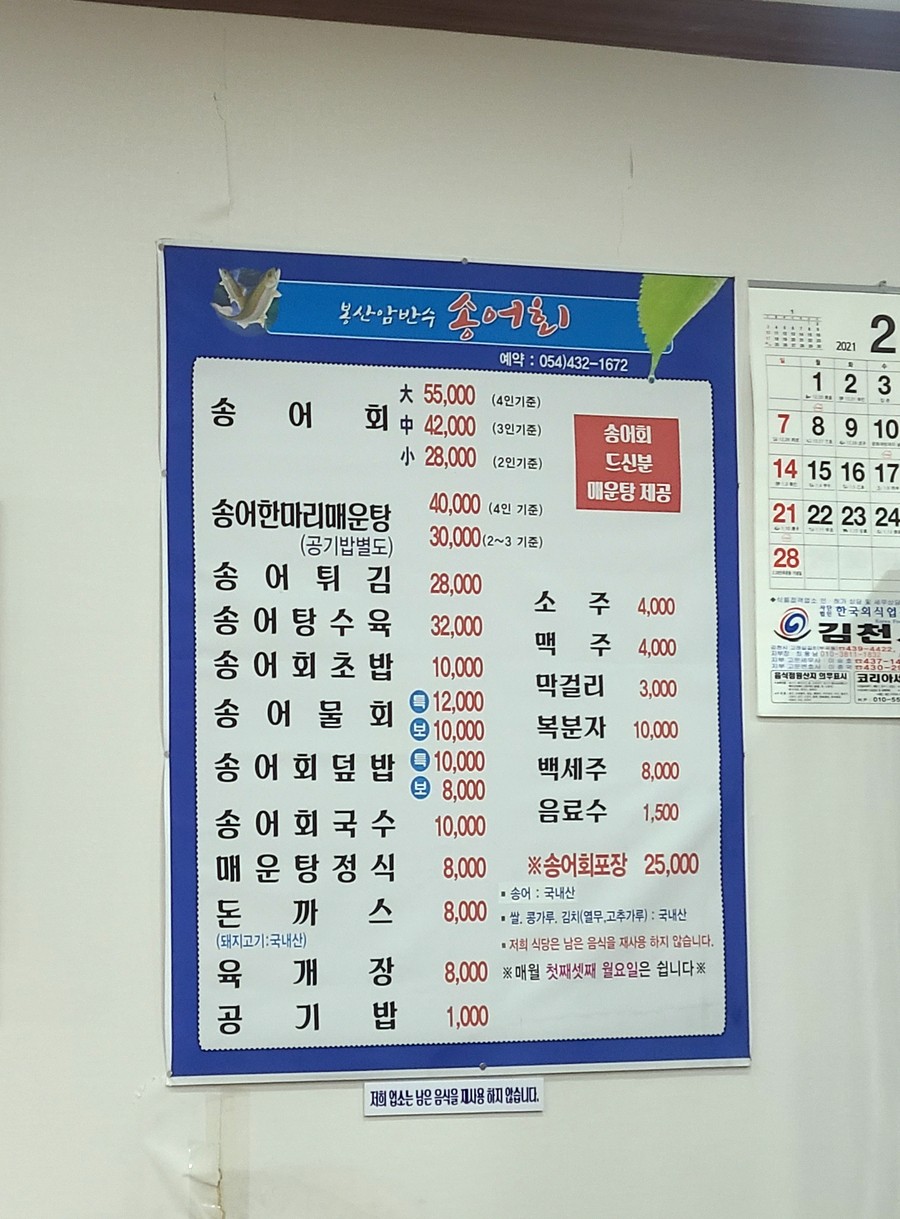 봉산암반수 송어회
예약 : 054)432-1672
송어회 大 55,000 (4인기준)
中 42,000 (3인기준)
小 28,000 (2인기준)
송어회
드신분
매운탕 제공
송어한마리매운탕 40,000 (4인 기준)
(공기밥별도) 30,000 (2~3 기준)
송어튀김 28,000
송어탕수육 32,000
송어회초밥 10,000
송어물회 특 12,000
보 10,000
송어회덮밥 특 10,000
보 8,000
송어회국수 10,000
매운탕정식 8,000
돈까스 8,000
(돼지고기:국내산)
육개장 8,000
공기밥 1,000
소주 4,000
맥주 4,000
막걸리 3,000
복분자 10,000
백세주 8,000
음료수 1,500
※송어회포장 25,000
▪ 송어 : 국내산
▪ 쌀, 콩가루, 김치(열무,고추가루) : 국내산
▪ 저희 식당은 남은 음식을 재사용 하지 않습니다.
※매월 첫째셋째 월요일은 쉽니다※
저희 업소는 남은 음식을 재사용 하지 않습니다.
2021 2
1 2 3
7 8 9 10
14 15 16 17
21 22 23 24
28
한국외식업
김천
음식점원산지 의무표시
코리아세